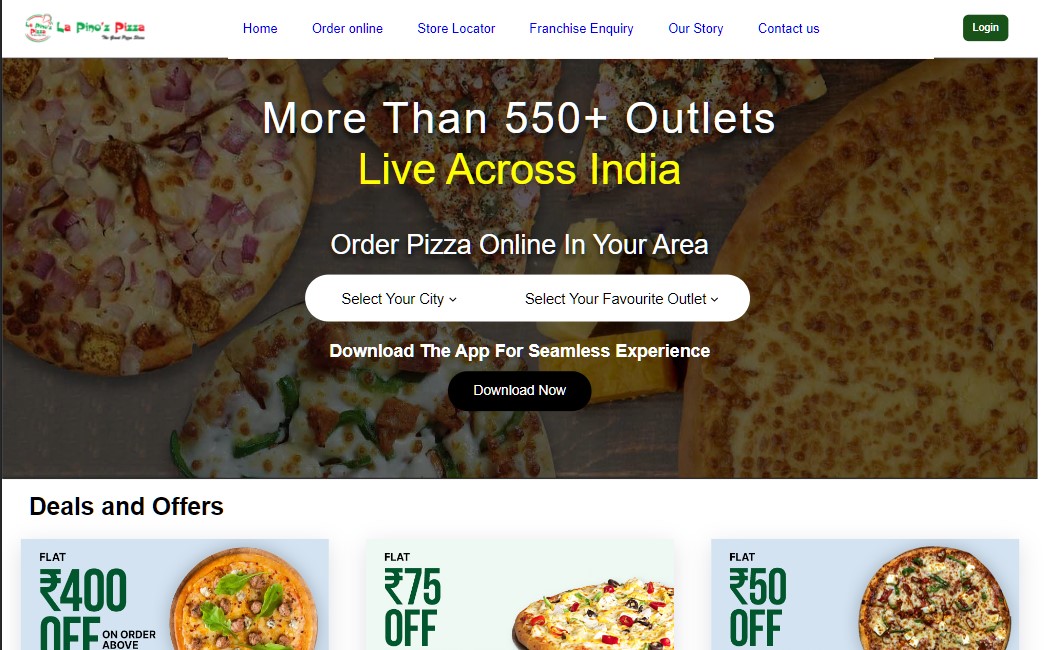 La Pino'z Pizza
The Great Pizza Story
Home
Order online
Store Locator
Franchise Enquiry
Our Story
Contact us
Login
More Than 550+ Outlets
Live Across India
Order Pizza Online In Your Area
Select Your City
Select Your Favourite Outlet
Download The App For Seamless Experience
Download Now
Deals and Offers
FLAT
₹400
OFF
ON ORDER
ABOVE
FLAT
₹75
OFF
FLAT
₹50
OFF